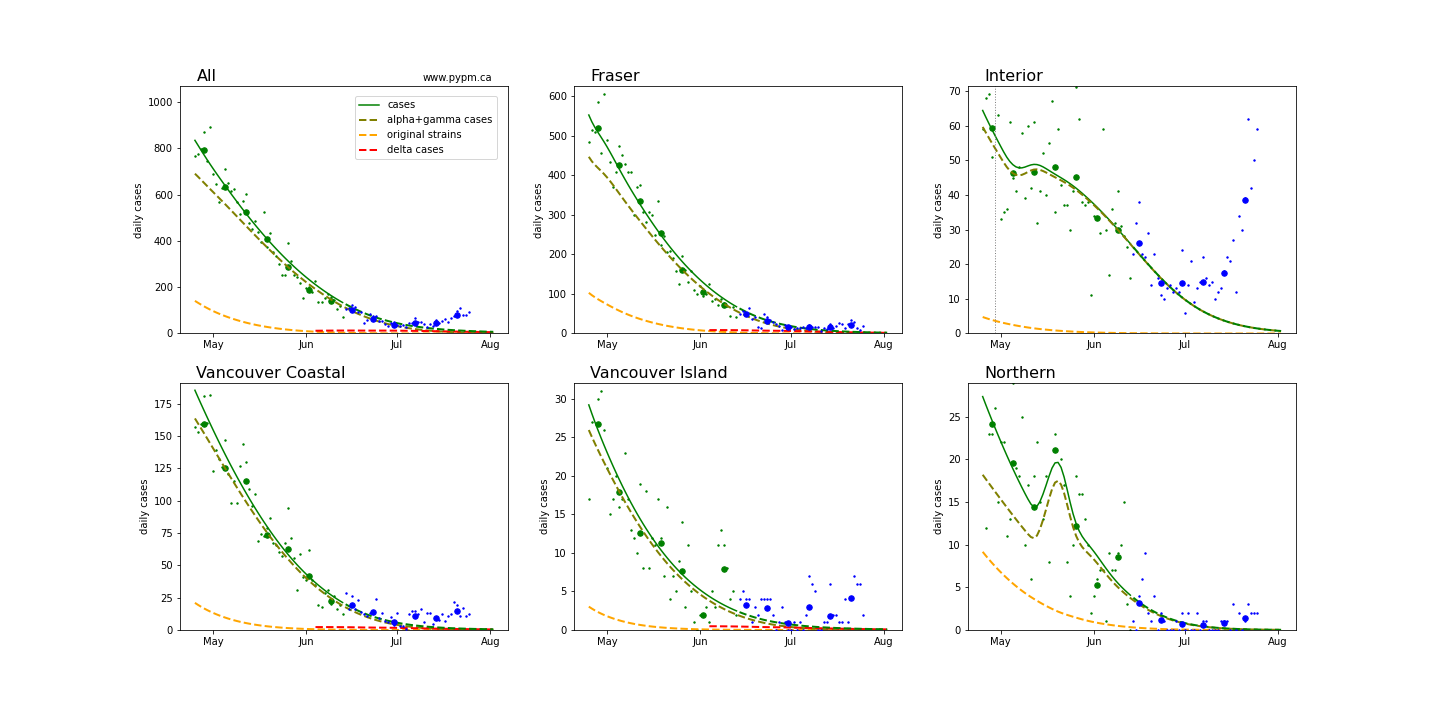 All
www.pypm.ca
daily cases
1000
800
600
400
200
0
May
Jun
Jul
Aug
cases
alpha+gamma cases
original strains
delta cases
Fraser
daily cases
600
500
400
300
200
100
0
May
Jun
Jul
Aug
Interior
daily cases
70
60
50
40
30
20
10
0
May
Jun
Jul
Aug
Vancouver Coastal
daily cases
175
150
125
100
75
50
25
0
May
Jun
Jul
Aug
Vancouver Island
daily cases
30
25
20
15
10
5
0
May
Jun
Jul
Aug
Northern
daily cases
25
20
15
10
5
0
May
Jun
Jul
Aug